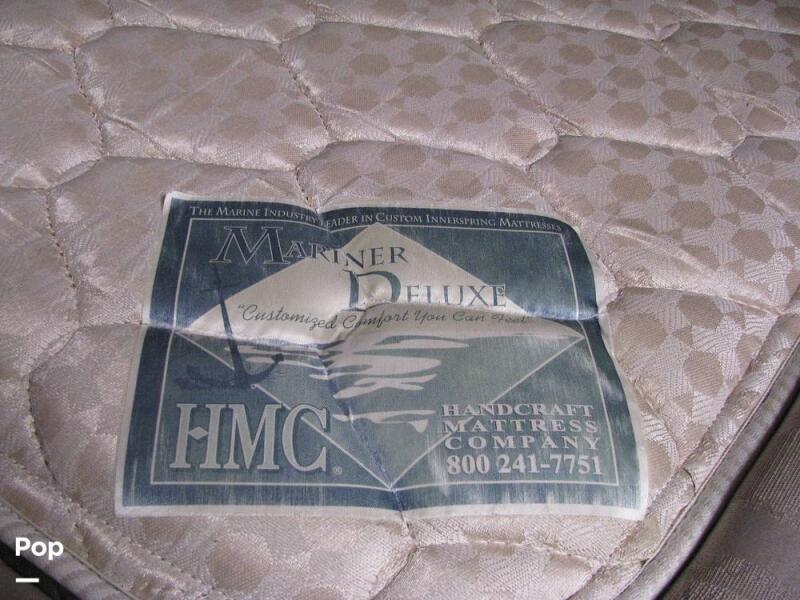 THE MARINE INDUSTRY LEADER IN CUSTOM INNERSPRING MATTRESSES
MARINER
DELUXE
"Customized Comfort You Can Feel"
HMC®
HANDCRAFT
MATTRESS
COMPANY
800 241-7751
Pop